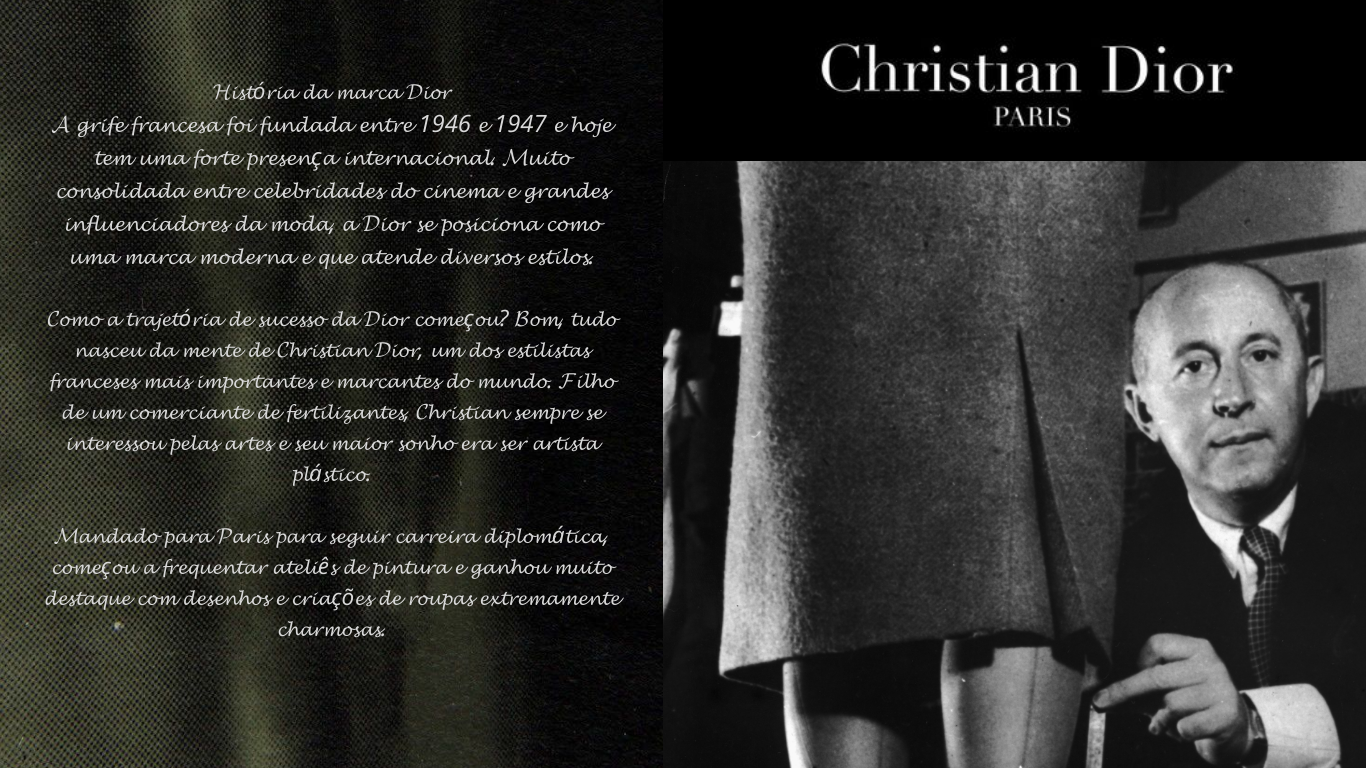 História da marca Dior
A grife francesa foi fundada entre 1946 e 1947 e hoje
tem uma forte presença internacional. Muito
consolidada entre celebridades do cinema e grandes
influenciadores da moda, a Dior se posiciona como
uma marca moderna e que atende diversos estilos.
Como a trajetória de sucesso da Dior começou? Bom, tudo
nasceu da mente de Christian Dior, um dos estilistas
franceses mais importantes e marcantes do mundo. Filho
de um comerciante de fertilizantes, Christian sempre se
interessou pelas artes e seu maior sonho era ser artista
plástico.
Mandado para Paris para seguir carreira diplomática,
começou a frequentar ateliês de pintura e ganhou muito
destaque com desenhos e criações de roupas extremamente
charmosas.
Christian Dior
PARIS